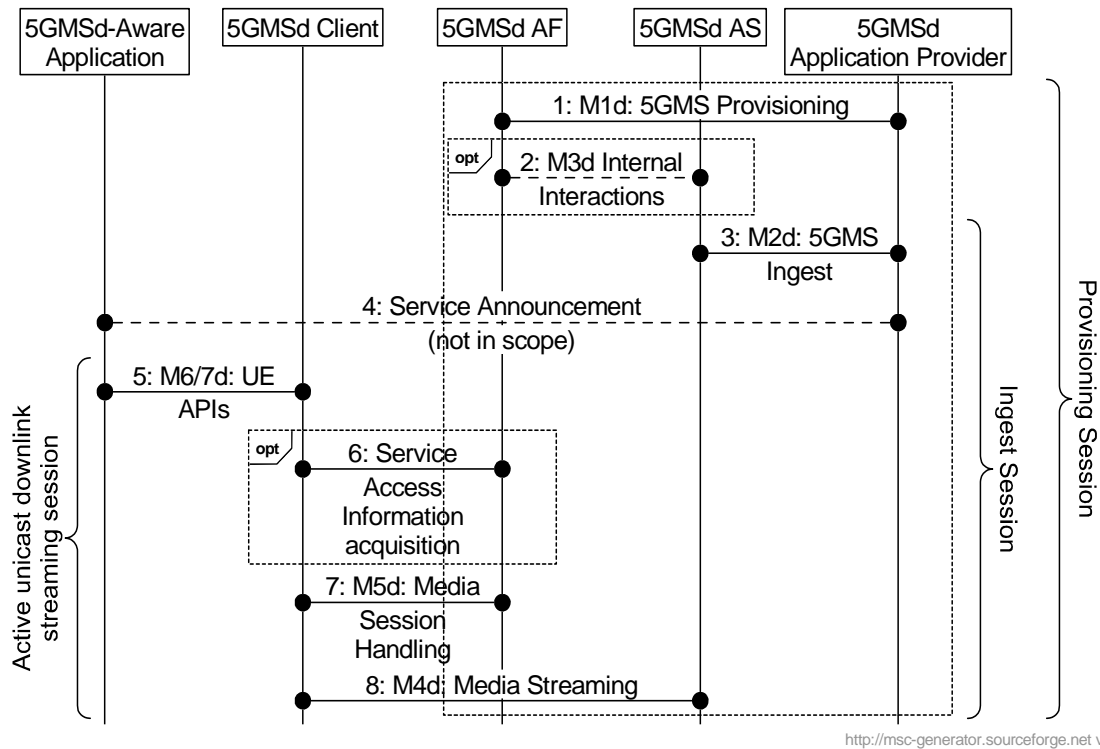 5GMSd-Aware
Application
5GMSd Client
5GMSd AF
5GMSd AS
5GMSd
Application Provider
1: M1d: 5GMS Provisioning
opt
2: M3d Internal
Interactions
3: M2d: 5GMS
Ingest
4: Service Announcement
(not in scope)
5: M6/7d: UE
APIs
opt
6: Service
Access
Information
acquisition
7: M5d: Media
Session
Handling
8: M4d: Media Streaming
Active unicast downlink
streaming session
Ingest Session
Provisioning Session
http://msc-generator.sourceforge.net v